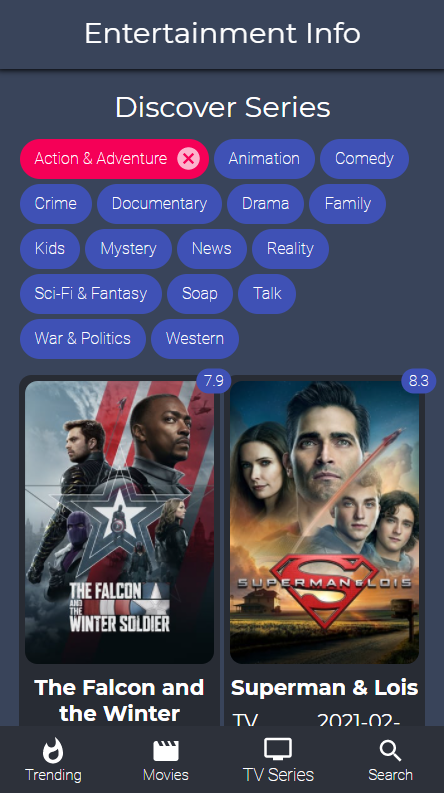 Entertainment Info
Discover Series
Action & Adventure
Animation
Comedy
Crime
Documentary
Drama
Family
Kids
Mystery
News
Reality
Sci-Fi & Fantasy
Soap
Talk
War & Politics
Western
7.9
8.3
THE FALCON
AND THE
WINTER SOLDIER
SUPERMAN & LOIS
The Falcon and
the Winter
Superman & Lois
TV
2021-02-
Trending
Movies
TV Series
Search